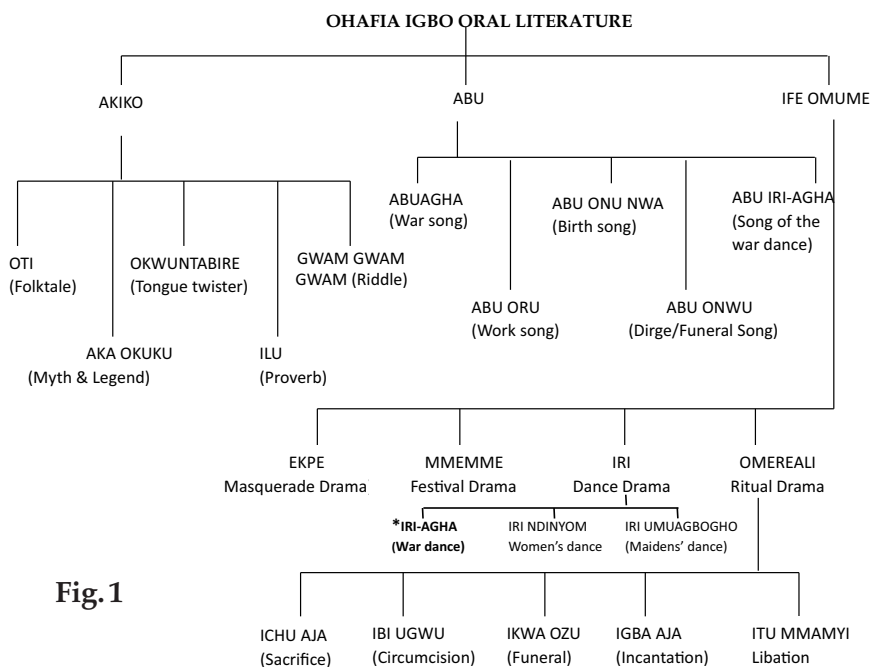 OHAFIA IGBO ORAL LITERATURE
AKIKO
ABU
IFE OMUME
OTI
(Folktale)
AKA OKUKU
(Myth & Legend)
OKWUNTABIRE
(Tongue twister)
ILU
(Proverb)
GWAM GWAM
GWAM (Riddle)
ABUAGHA
(War song)
ABU ORU
(Work song)
ABU ONU NWA
(Birth song)
ABU ONWU
(Dirge/Funeral Song)
ABU IRI-AGHA
(Song of the
war dance)
EKPE
Masquerade Drama
MMEMME
Festival Drama
IRI
Dance Drama
OMEREALI
Ritual Drama
*IRI-AGHA
(War dance)
IRI NDINYOM
Women's dance
IRI UMUAGBOGHO
(Maidens' dance)
ICHU AJA
(Sacrifice)
IBI UGWU
(Circumcision)
IKWA OZU
(Funeral)
IGBA AJA
(Incantation)
ITU MMAMYI
Libation
Fig.1